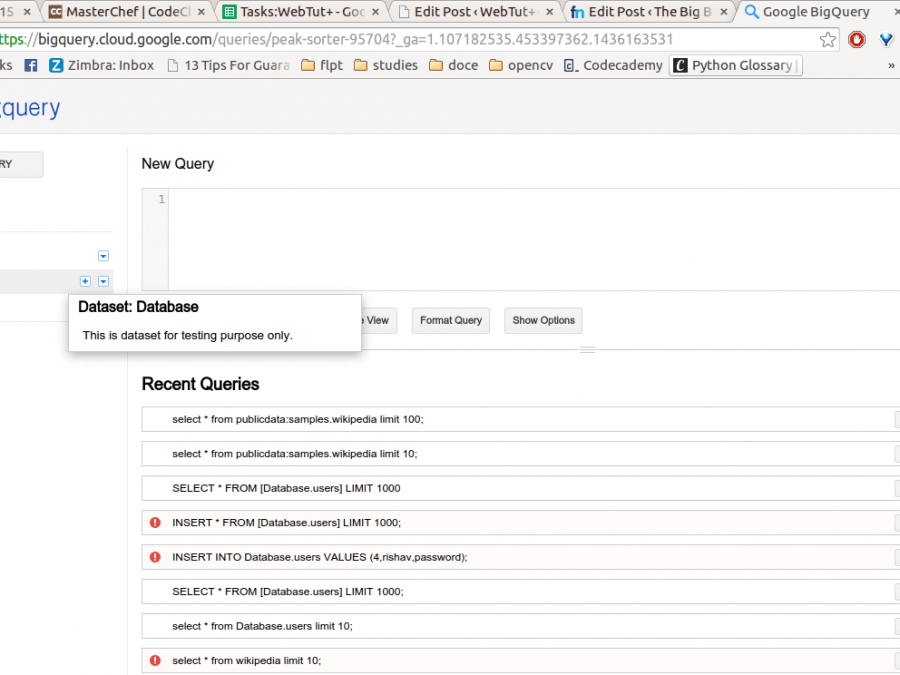 15
MasterChef | CodeCl
Tasks:WebTut+ - Goo
Edit Post ‹ WebTut+
Edit Post ‹ The Big B
Google BigQuery
ttps://bigquery.cloud.google.com/queries/peak-sorter-95704?_ga=1.107182535.453397362.1436163531
ks
Zimbra: Inbox
13 Tips For Guara
flpt
studies
doce
opencv
Codecademy
Python Glossary
»
query
RY
New Query
1
Dataset: Database
This is dataset for testing purpose only.
View
Format Query
Show Options
Recent Queries
select * from publicdata:samples.wikipedia limit 100;
select * from publicdata:samples.wikipedia limit 10;
SELECT * FROM [Database.users] LIMIT 1000
INSERT * FROM [Database.users] LIMIT 1000;
INSERT INTO Database.users VALUES (4,rishav,password);
SELECT * FROM [Database.users] LIMIT 1000;
select * from Database.users limit 10;
select * from wikipedia limit 10;